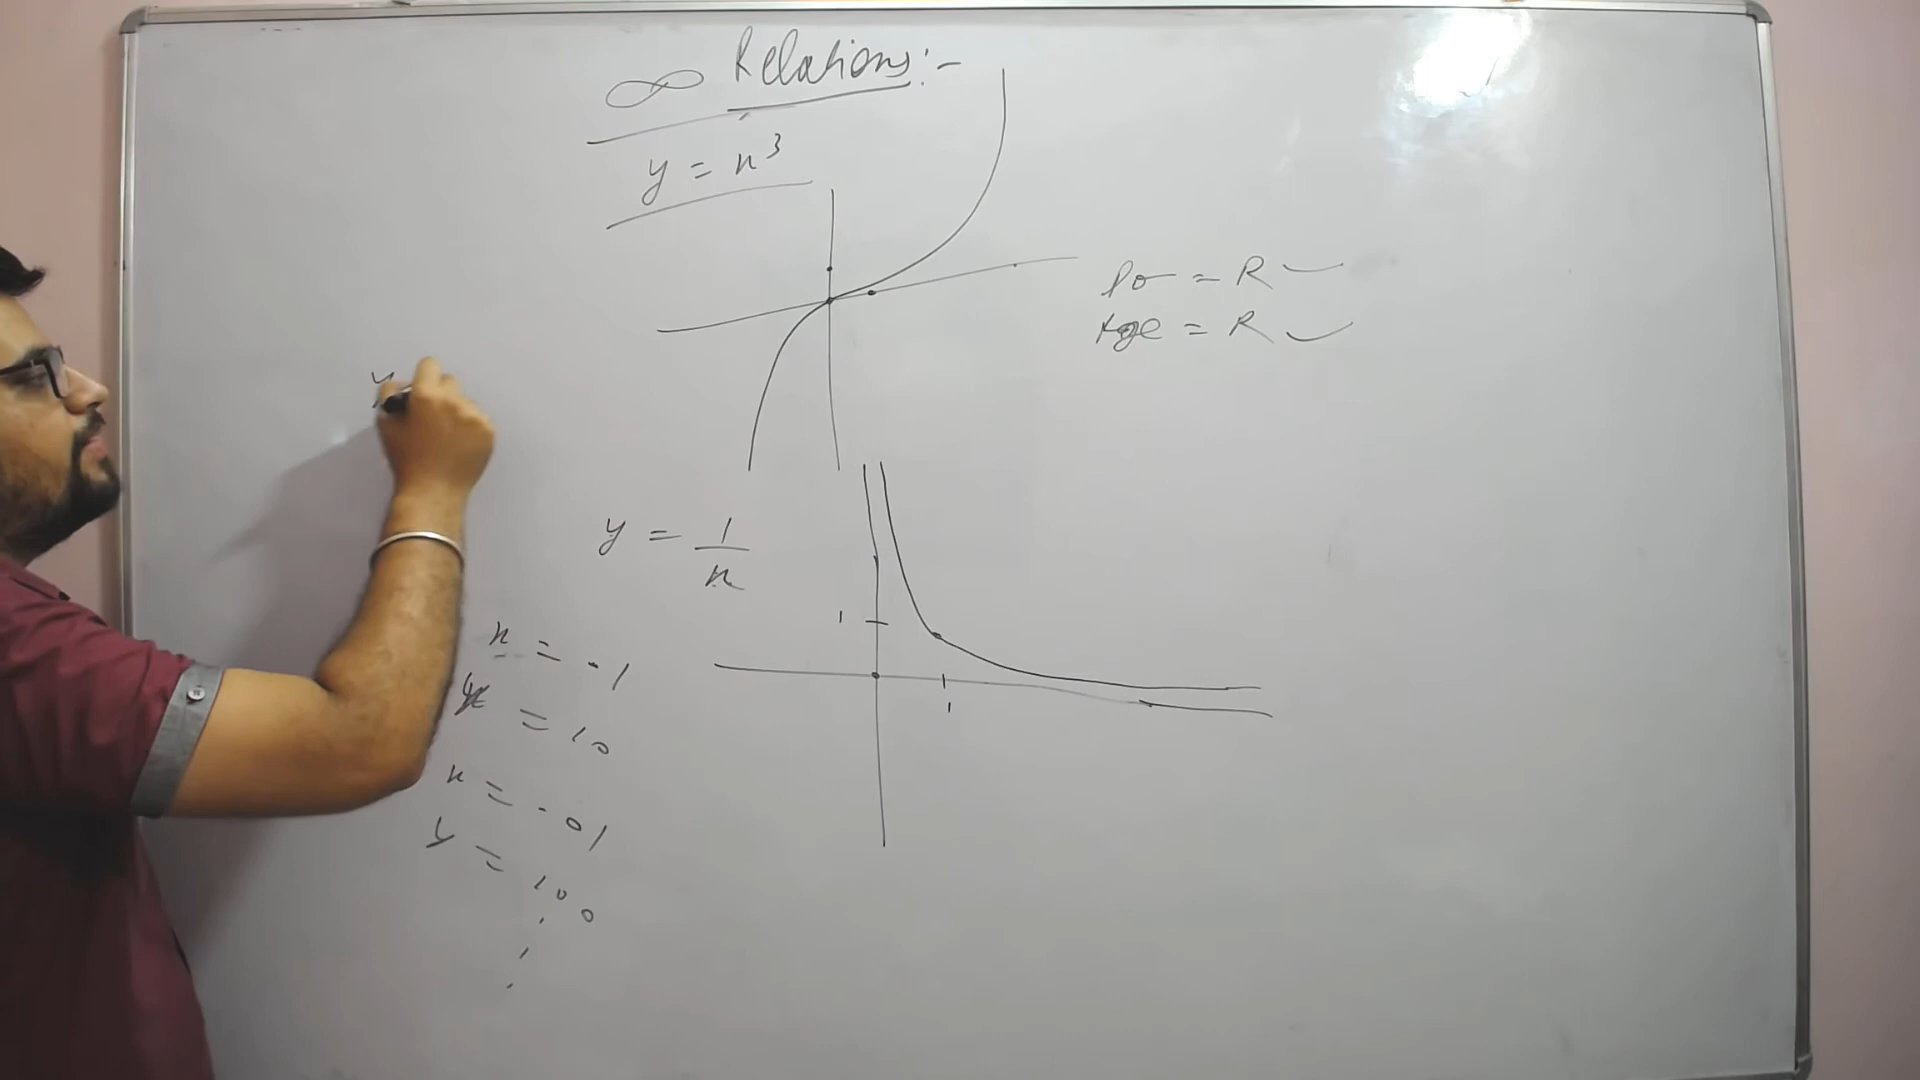 ∞ Relations:-
y = x³
Do = R ✓
Rge = R ✓
y = 1/x
1
1
x = .1
y = 10
x = .01
y = 100